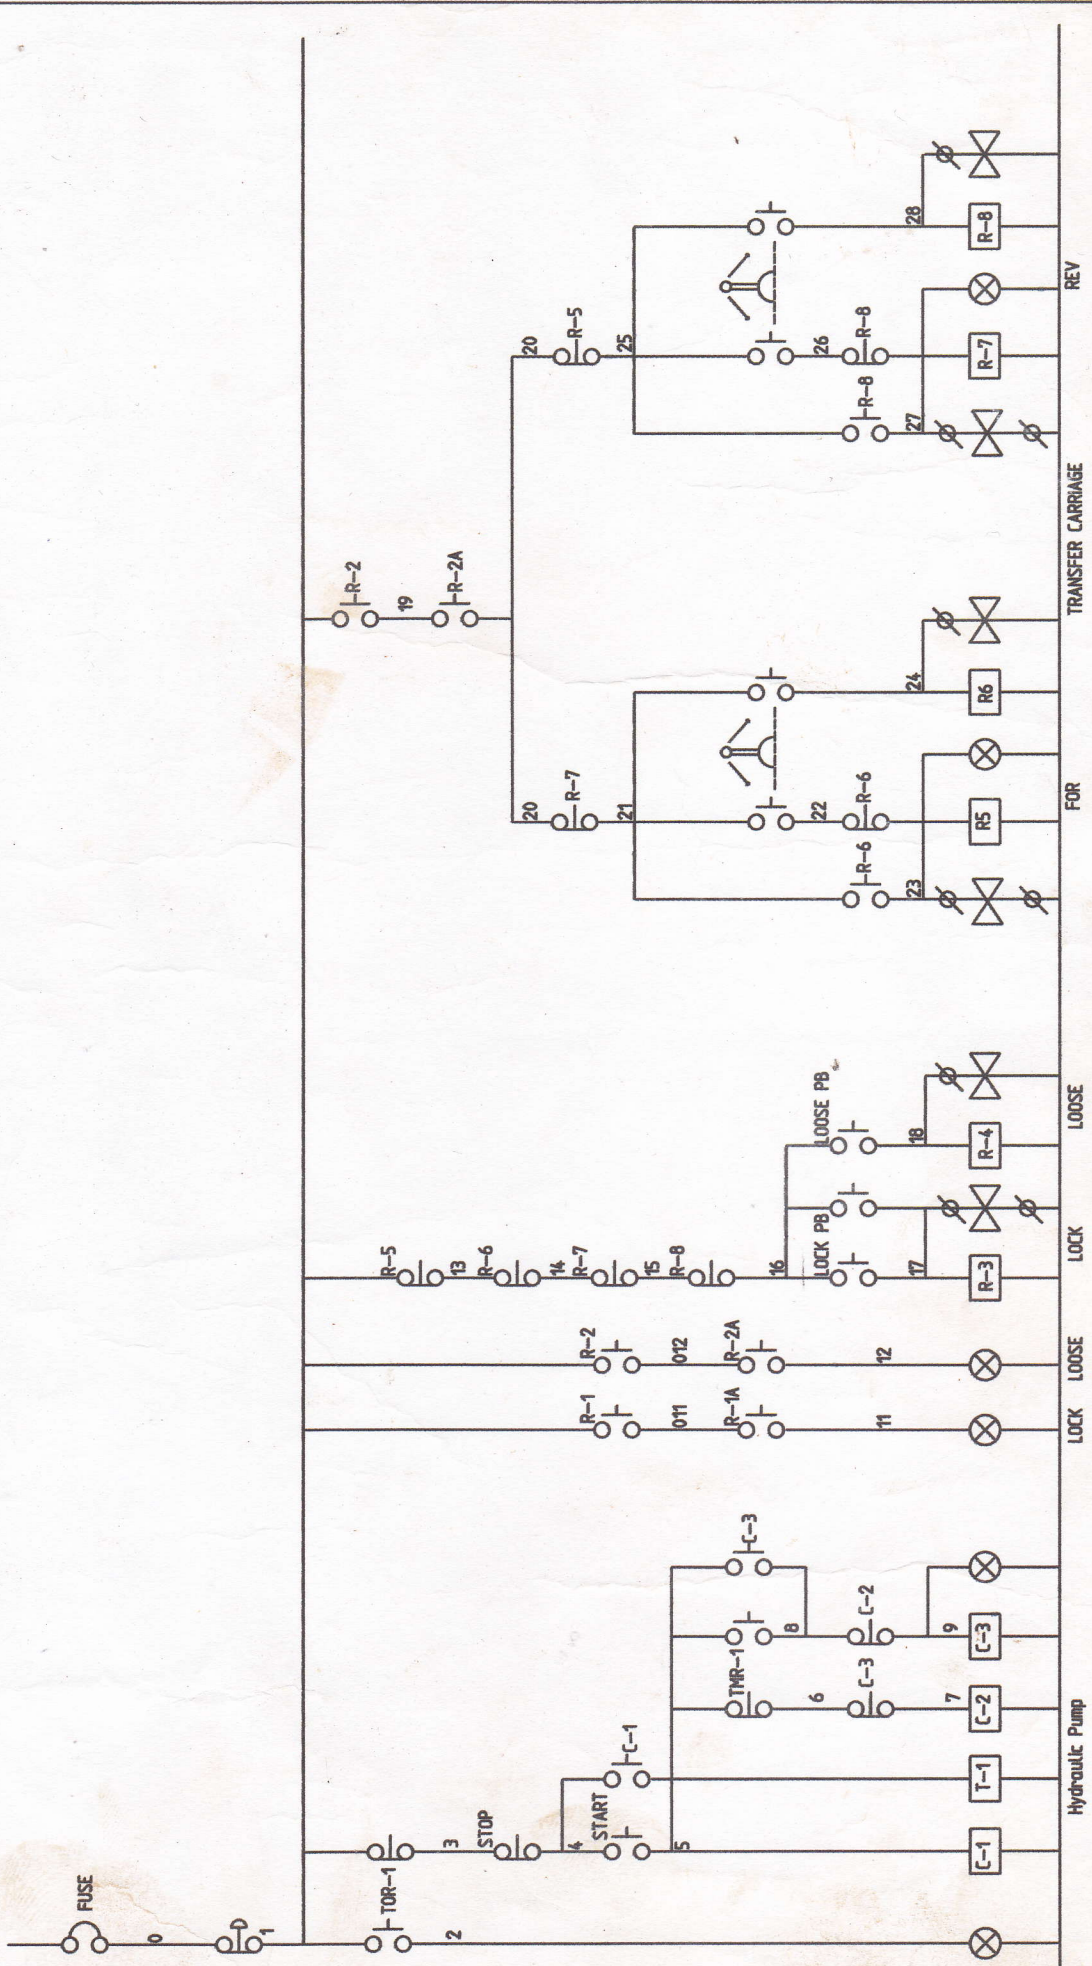 FUSE
0
1
TOR-1
2
3
STOP
4
START
C-1
5
TMR-1
6
C-3
7
C-2
C-3
8
C-2
9
C-1
T-1
C-2
C-3
Hydraulic Pump
R-1
011
R-1A
11
LOCK
R-2
012
R-2A
12
LOOSE
R-5
13
R-6
14
R-7
15
R-8
16
LOCK PB
LOOSE PB
17
18
R-3
R-4
LOCK
LOOSE
R-2
19
R-2A
20
R-7
21
22
R-6
R-6
23
24
R5
R6
FOR
TRANSFER CARRIAGE
20
R-5
25
26
R-8
R-8
27
28
R-7
R-8
REV